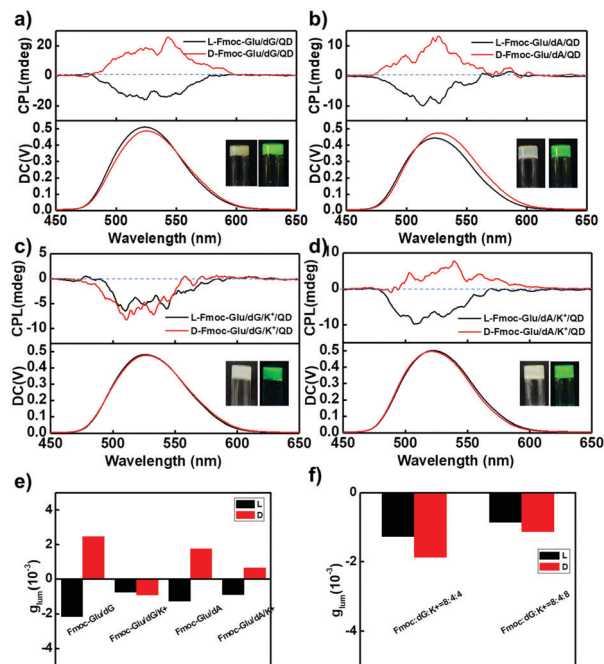 a)
b)
CPL(mdeg)
20
0
-20
L-Fmoc-Glu/dG/QD
D-Fmoc-Glu/dG/QD
DC(V)
0.5
0.4
0.3
0.2
0.1
0.0
450 500 550 600 650
Wavelength (nm)
CPL(mdeg)
10
0
-10
L-Fmoc-Glu/dA/QD
D-Fmoc-Glu/dA/QD
DC(V)
0.5
0.4
0.3
0.2
0.1
0.0
450 500 550 600 650
Wavelength (nm)
c)
d)
CPL(mdeg)
5
0
-5
-10
L-Fmoc-Glu/dG/K+/QD
D-Fmoc-Glu/dG/K+/QD
DC(V)
0.5
0.4
0.3
0.2
0.1
0.0
450 500 550 600 650
Wavelength (nm)
CPL(mdeg)
10
0
-10
L-Fmoc-Glu/dA/K+/QD
D-Fmoc-Glu/dA/K+/QD
DC(V)
0.5
0.4
0.3
0.2
0.1
0.0
450 500 550 600 650
Wavelength (nm)
e)
f)
glum(10-3)
4
2
0
-2
-4
L
D
Fmoc-Glu/dG
Fmoc-Glu/dG/K+
Fmoc-Glu/dA
Fmoc-Glu/dA/K+
glum(10-3)
0
-2
-4
L
D
Fmoc:dG:K+=8:4:4
Fmoc:dG:K+=8:4:8